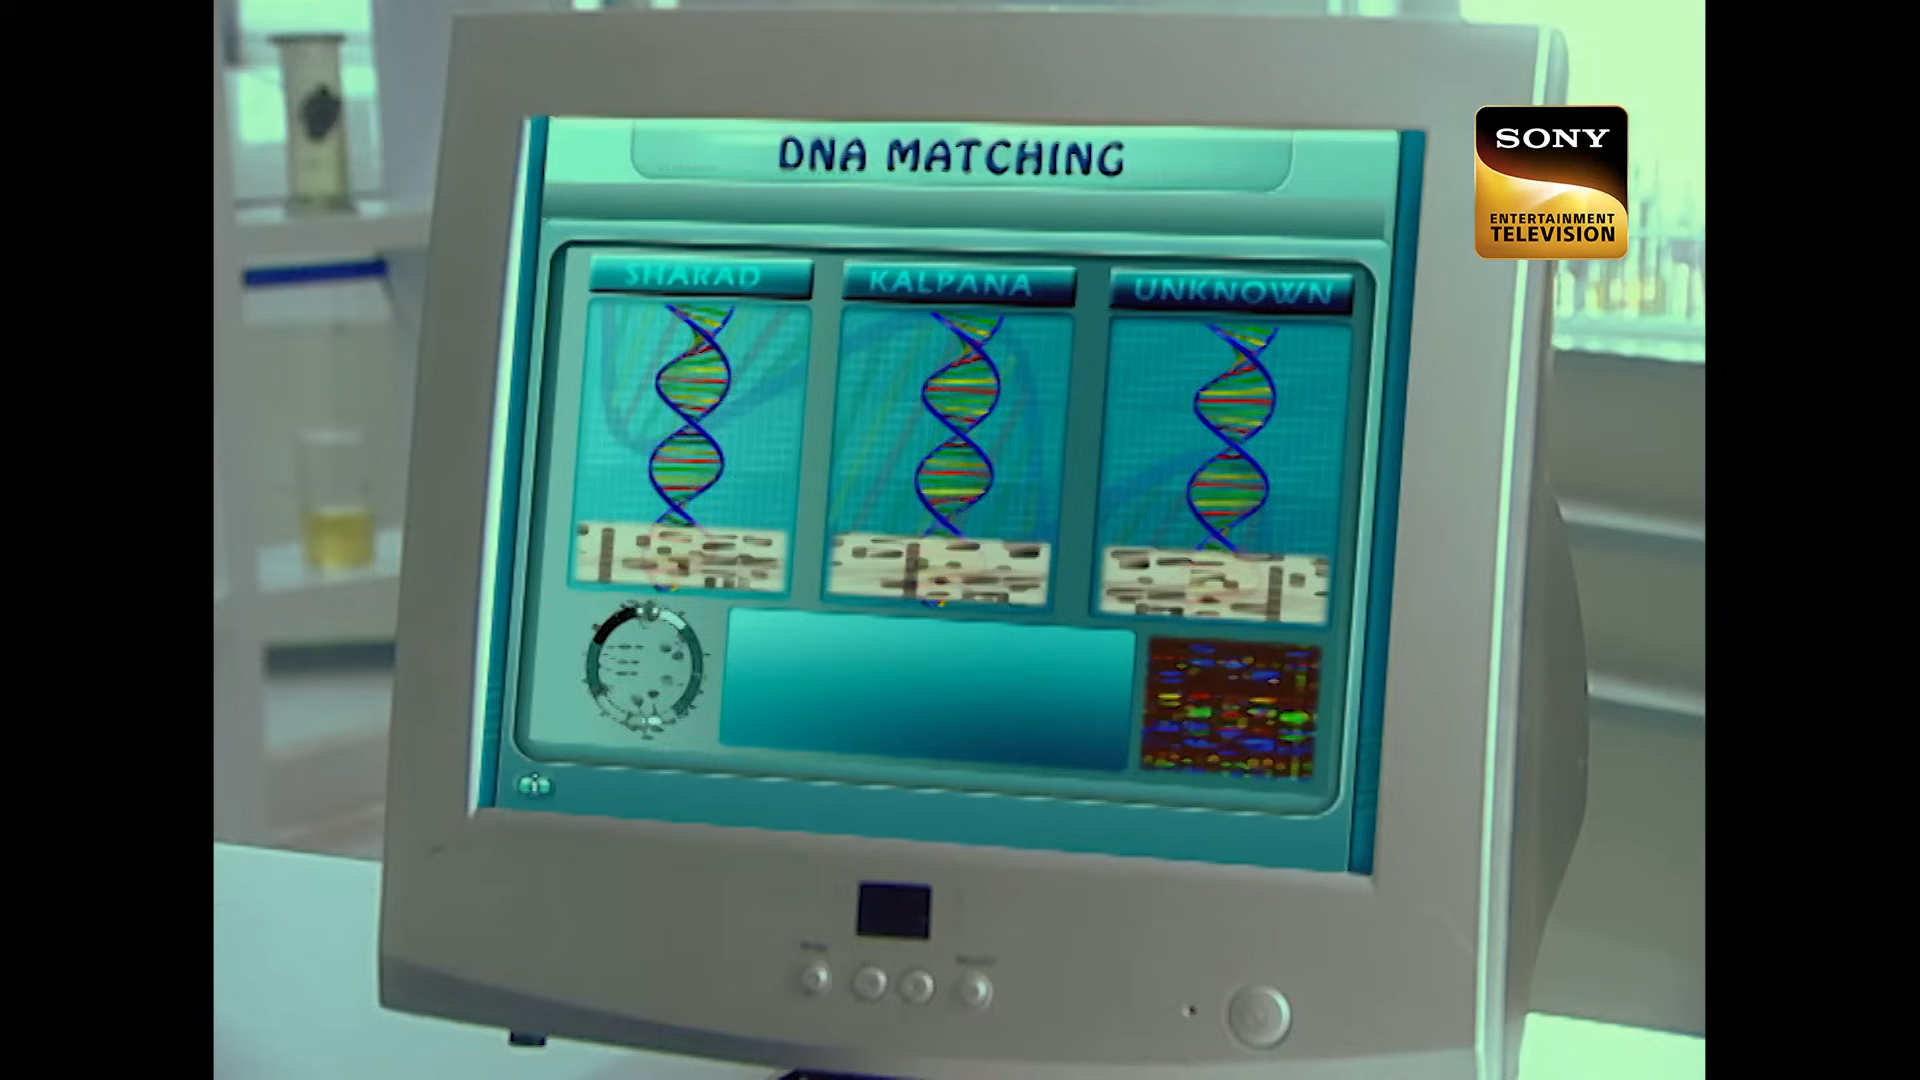 DNA MATCHING
SONY
ENTERTAINMENT
TELEVISION
SHARAD
KALPANA
UNKNOWN